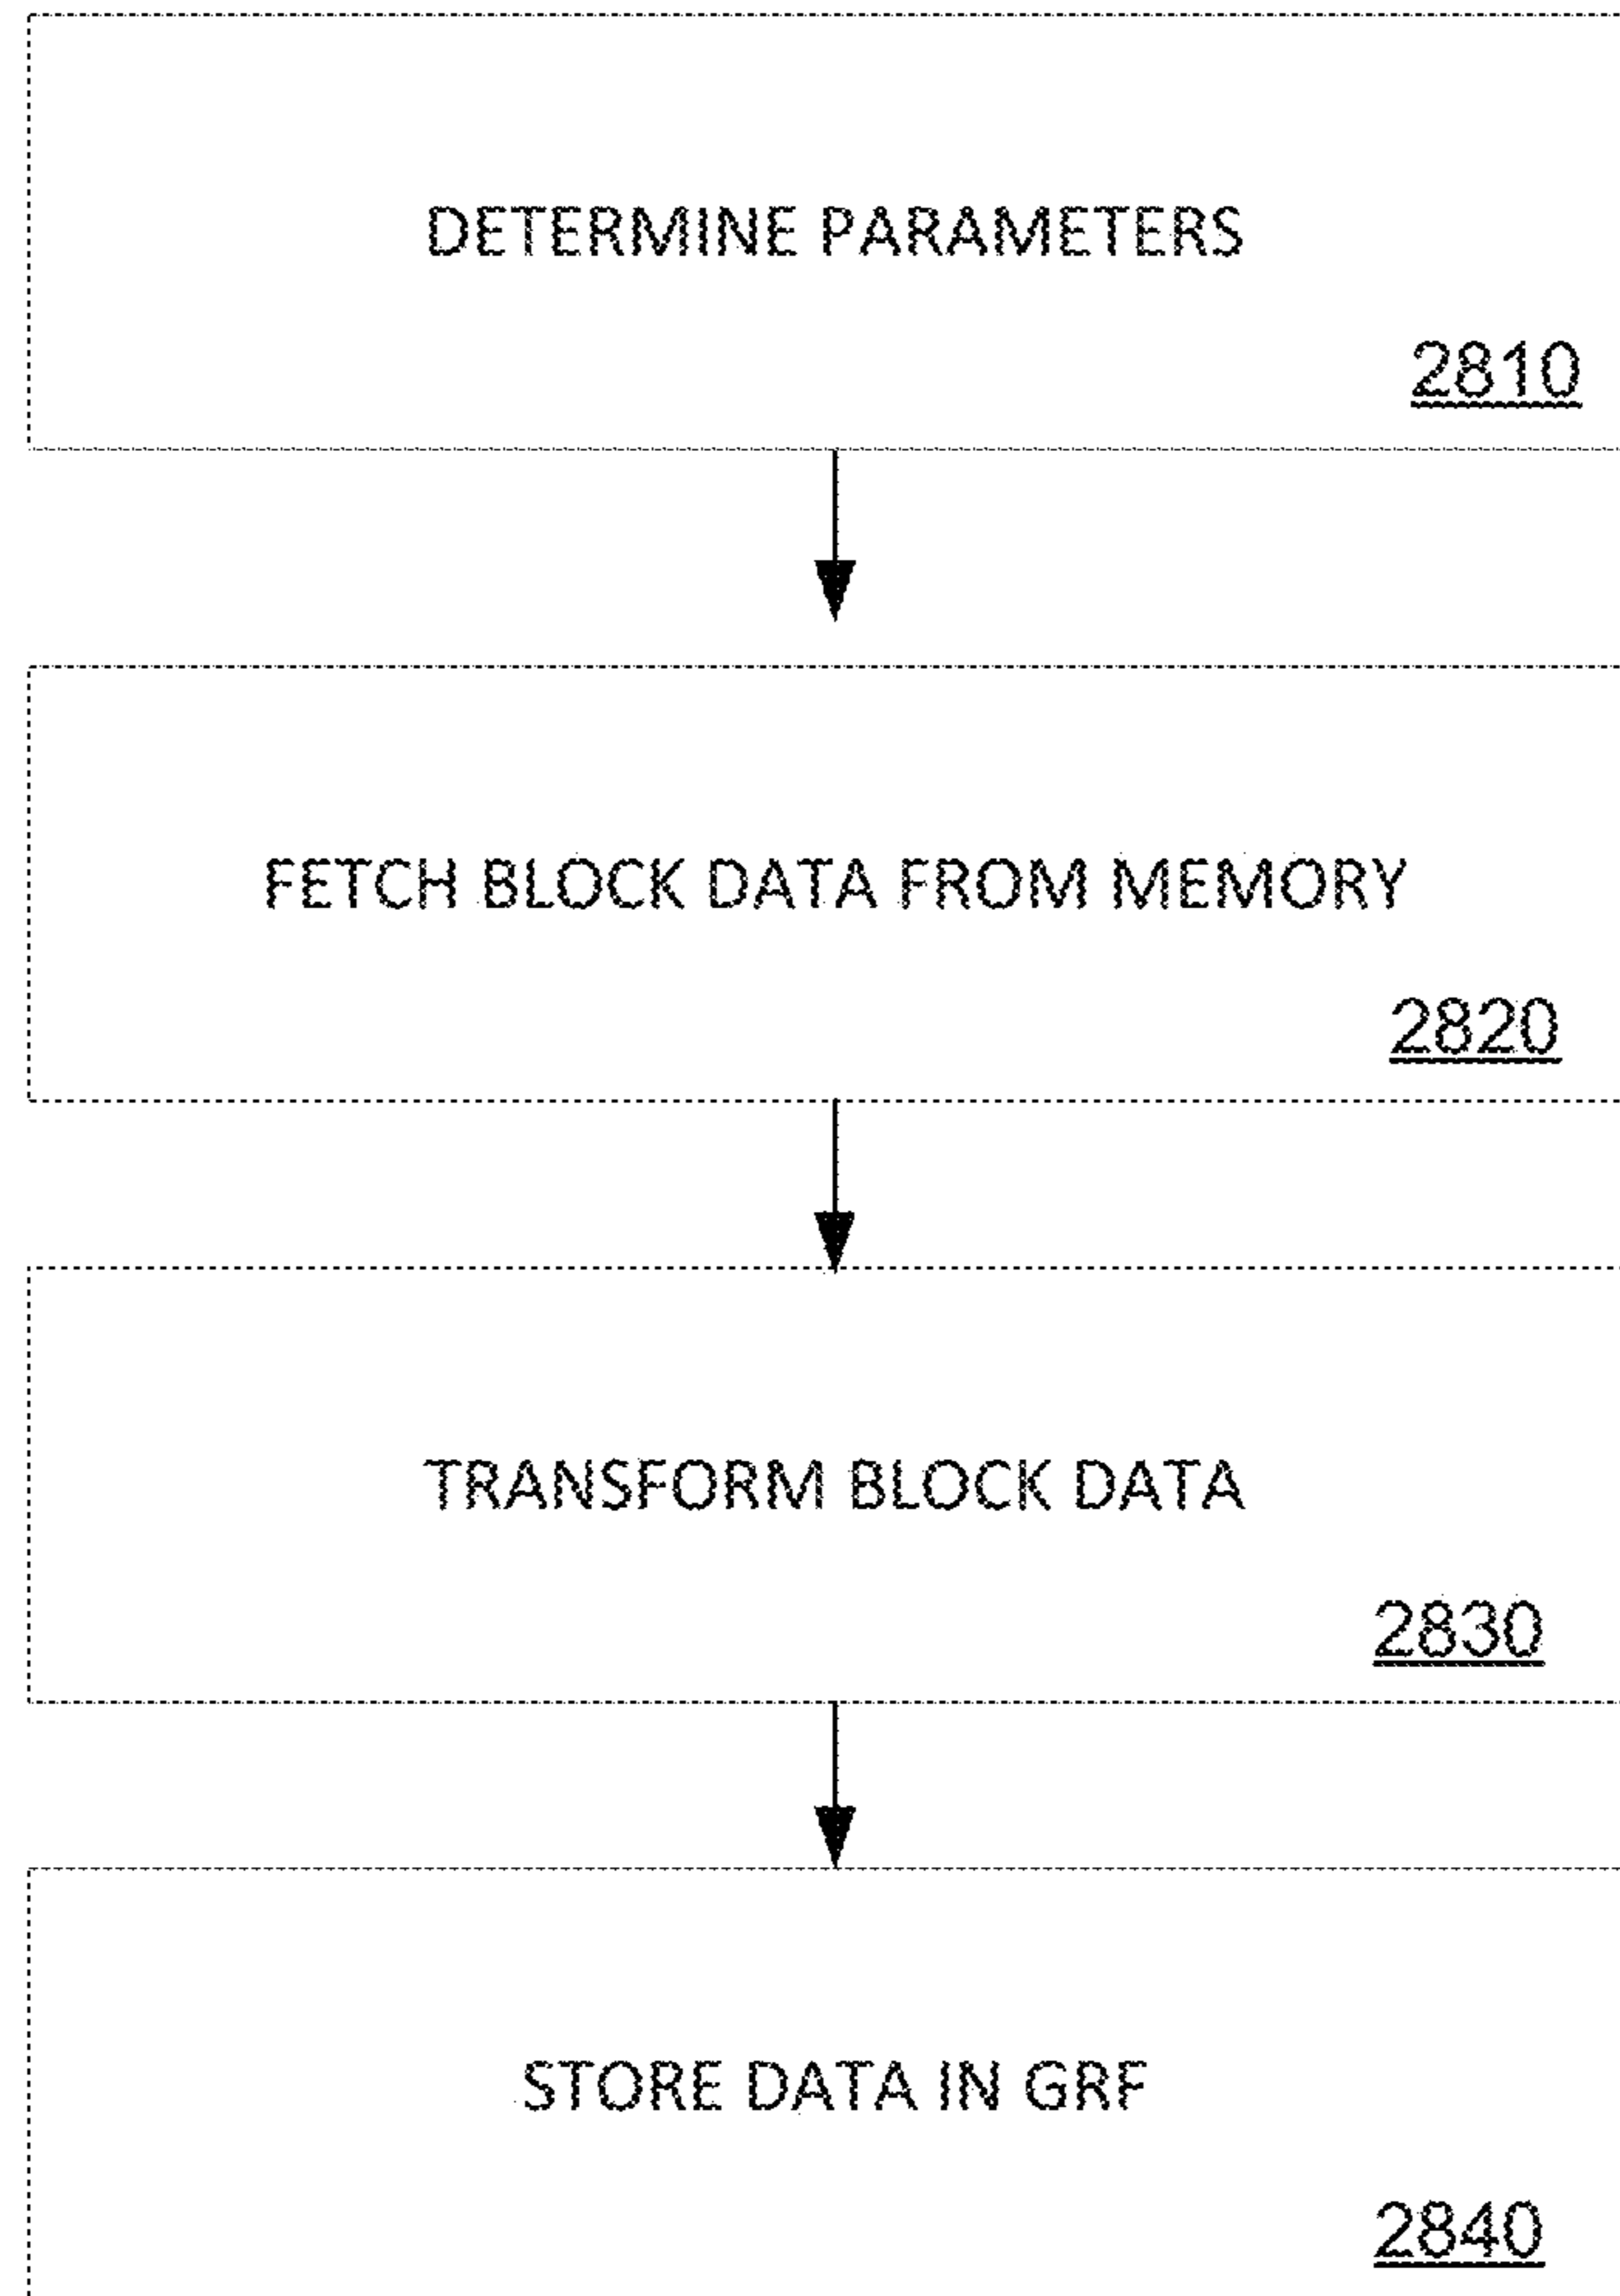 DETERMINE PARAMETERS
2810
FETCH BLOCK DATA FROM MEMORY
2820
TRANSFORM BLOCK DATA
2830
STORE DATA IN GRF
2840